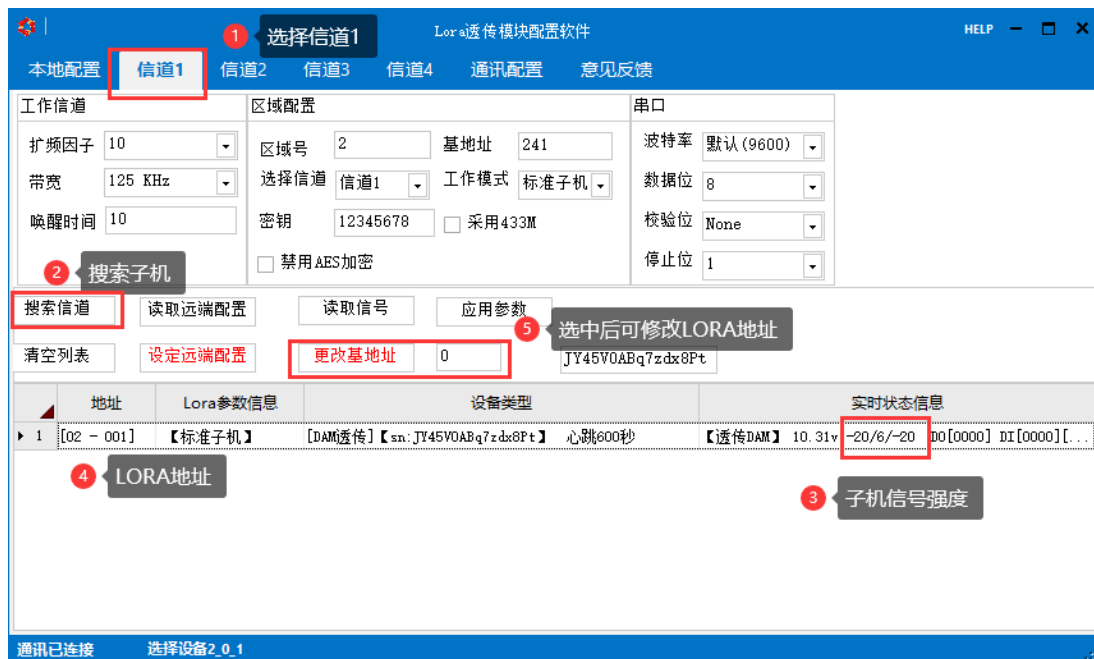 1 选择信道1
Lora透传模块配置软件
HELP
本地配置 信道1 信道2 信道3 信道4 通讯配置 意见反馈
工作信道
扩频因子 10
带宽 125 KHz
唤醒时间 10
区域配置
区域号 2 基地址 241
选择信道 信道1 工作模式 标准子机
密钥 12345678 采用433M
禁用AES加密
串口
波特率 默认(9600)
数据位 8
校验位 None
停止位 1
2 搜索子机
搜索信道 读取远端配置 读取信号 应用参数
5 选中后可修改LORA地址
清空列表 设定远端配置 更改基地址 0 JY45V0ABq7zdx8Pt
地址 Lora参数信息 设备类型 实时状态信息
1 [02 - 001] 【标准子机】 [DAM透传]【sn:JY45V0ABq7zdx8Pt】 心跳600秒 【透传DAM】 10.31v -20/6/-20 DO[0000] DI[0000][...
4 LORA地址
3 子机信号强度
通讯已连接 选择设备2_0_1